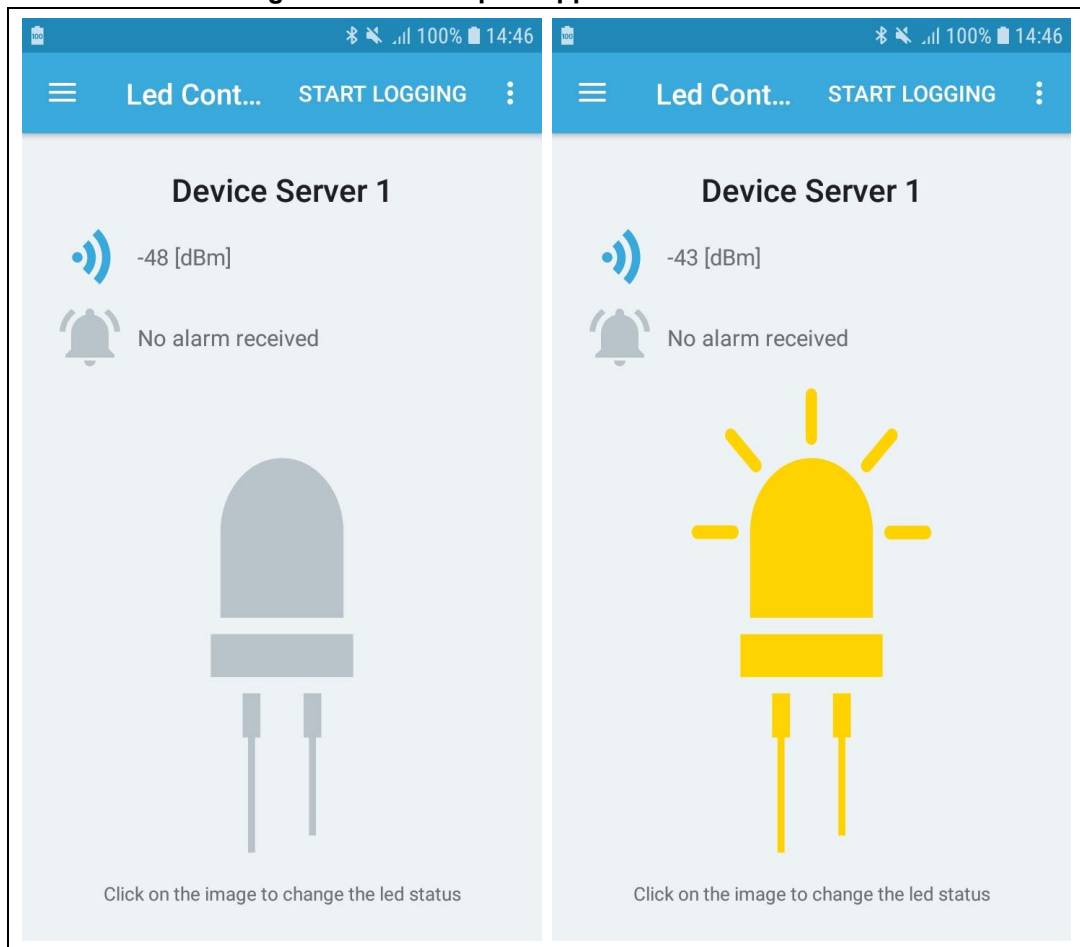 100% 14:46
Led Cont... START LOGGING
Device Server 1
-48 [dBm]
No alarm received
Click on the image to change the led status
100% 14:46
Led Cont... START LOGGING
Device Server 1
-43 [dBm]
No alarm received
Click on the image to change the led status